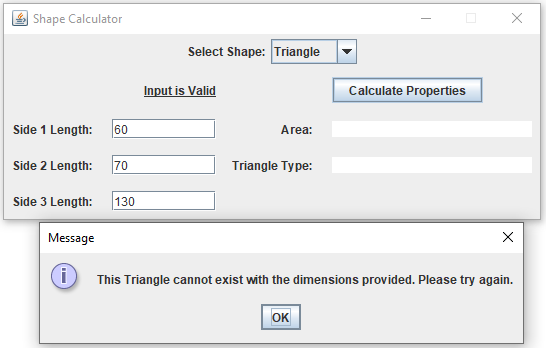 Shape Calculator
Select Shape: Triangle
Input is Valid
Calculate Properties
Side 1 Length: 60 Area:
Side 2 Length: 70 Triangle Type:
Side 3 Length: 130
Message
This Triangle cannot exist with the dimensions provided. Please try again.
OK